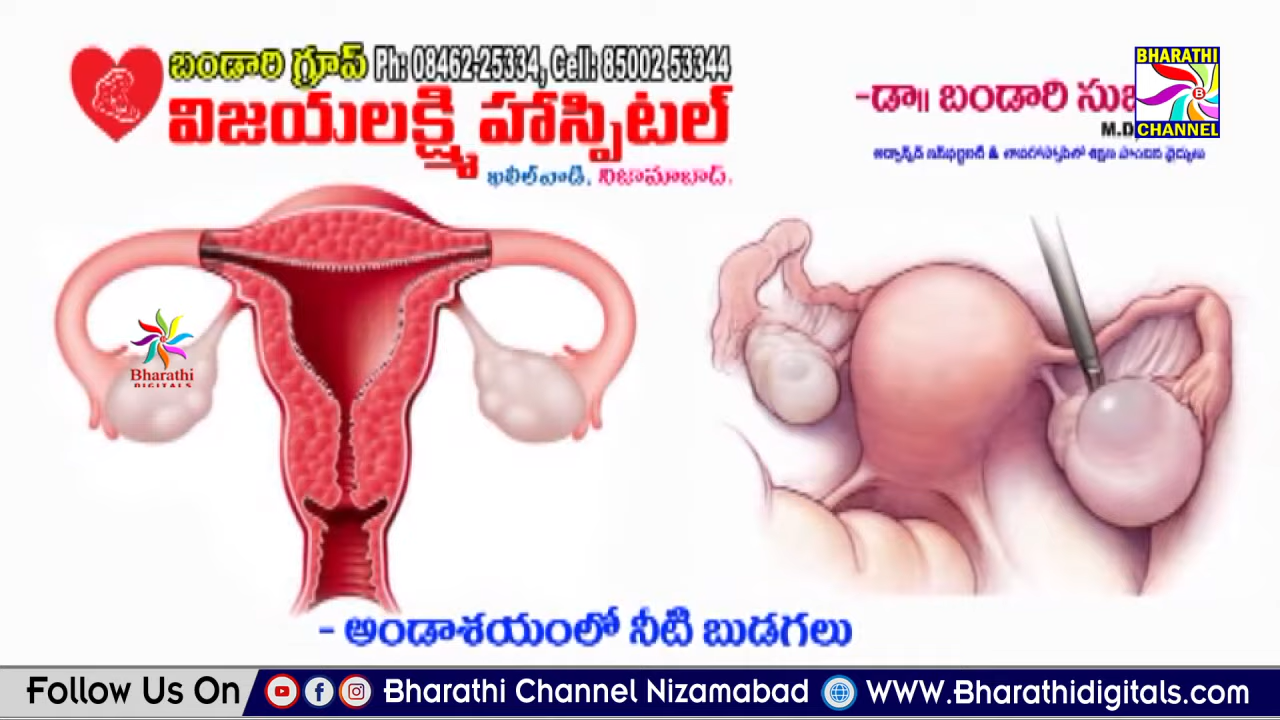 బండారి గ్రూప్ Ph: 08462-25334, Cell: 85002 53344
విజయలక్ష్మి హాస్పిటల్
ఖలీల్‌వాడి, నిజామాబాద్.
-డా॥ బండారి
M.D
BHARATHI
B
CHANNEL
Bharathi
DIGITALS
- అండాశయంలో నీటి బుడగలు
Follow Us On Bharathi Channel Nizamabad WWW.Bharathidigitals.com